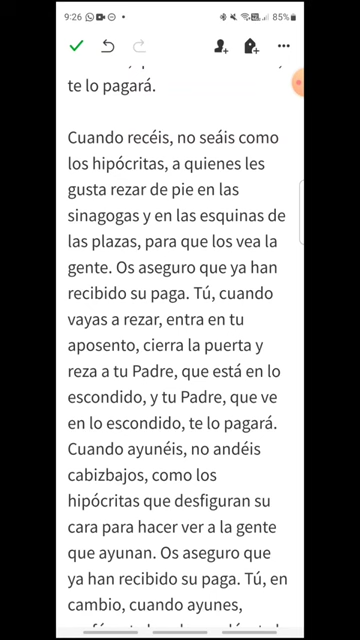 9:26
85%
te lo pagará.
Cuando recéis, no seáis como
los hipócritas, a quienes les
gusta rezar de pie en las
sinagogas y en las esquinas de
las plazas, para que los vea la
gente. Os aseguro que ya han
recibido su paga. Tú, cuando
vayas a rezar, entra en tu
aposento, cierra la puerta y
reza a tu Padre, que está en lo
escondido, y tu Padre, que ve
en lo escondido, te lo pagará.
Cuando ayunéis, no andéis
cabizbajos, como los
hipócritas que desfiguran su
cara para hacer ver a la gente
que ayunan. Os aseguro que
ya han recibido su paga. Tú, en
cambio, cuando ayunes,